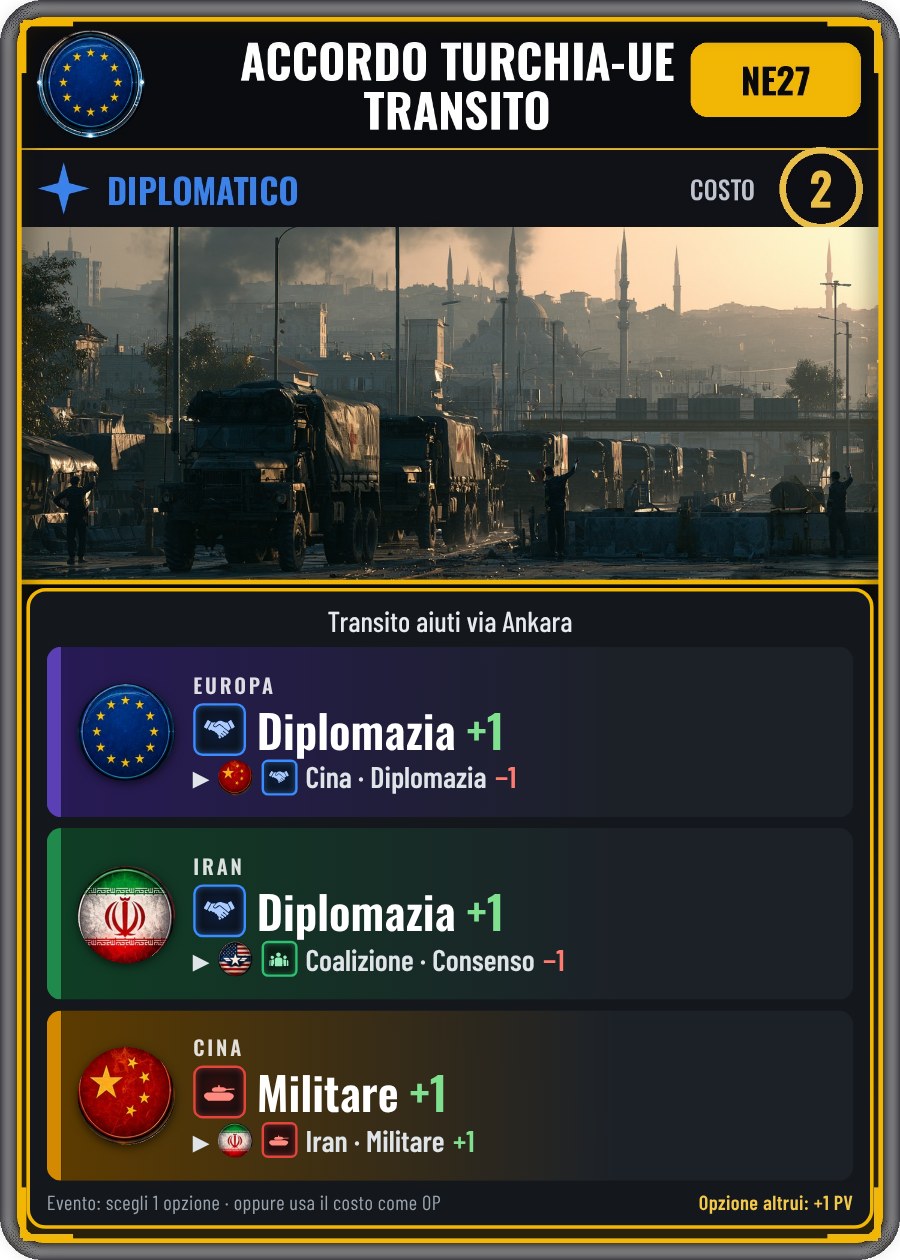 ACCORDO TURCHIA-UE
TRANSITO
NE27
DIPLOMATICO
COSTO
2
Transito aiuti via Ankara
EUROPA
Diplomazia +1
▶ Cina · Diplomazia −1
IRAN
Diplomazia +1
▶ Coalizione · Consenso −1
CINA
Militare +1
▶ Iran · Militare +1
Evento: scegli 1 opzione · oppure usa il costo come OP
Opzione altrui: +1 PV